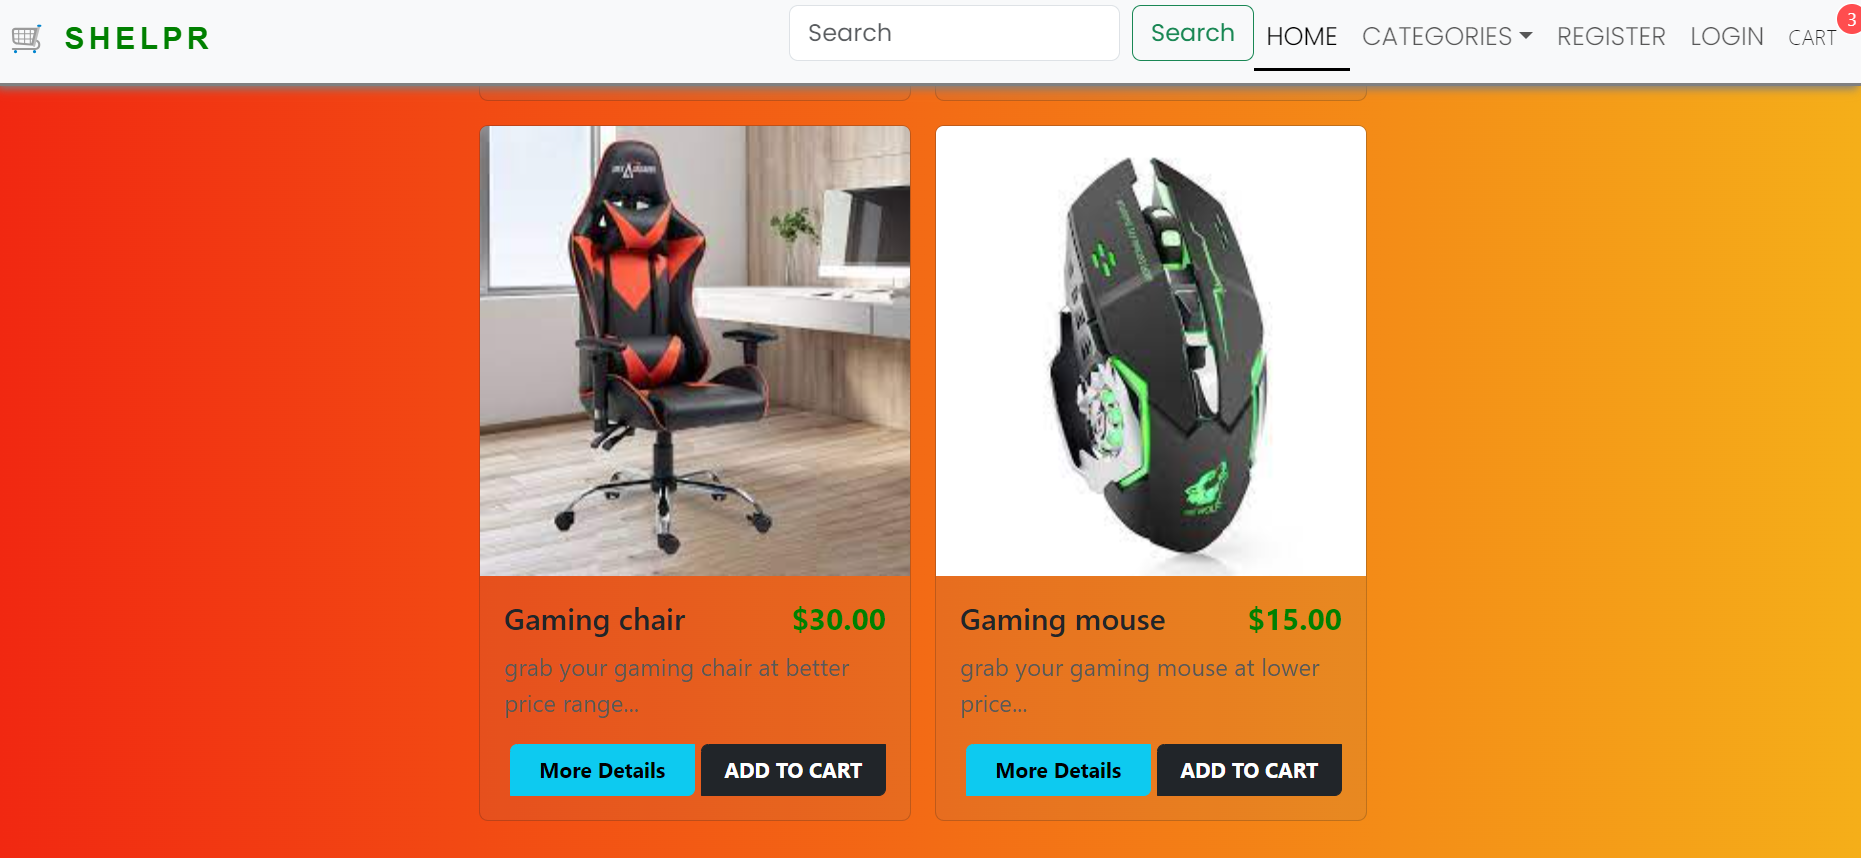 SHELPR
Search
Search
HOME
CATEGORIES
REGISTER
LOGIN
CART
3
Gaming chair
$30.00
grab your gaming chair at better
price range...
More Details
ADD TO CART
Gaming mouse
$15.00
grab your gaming mouse at lower
price...
More Details
ADD TO CART